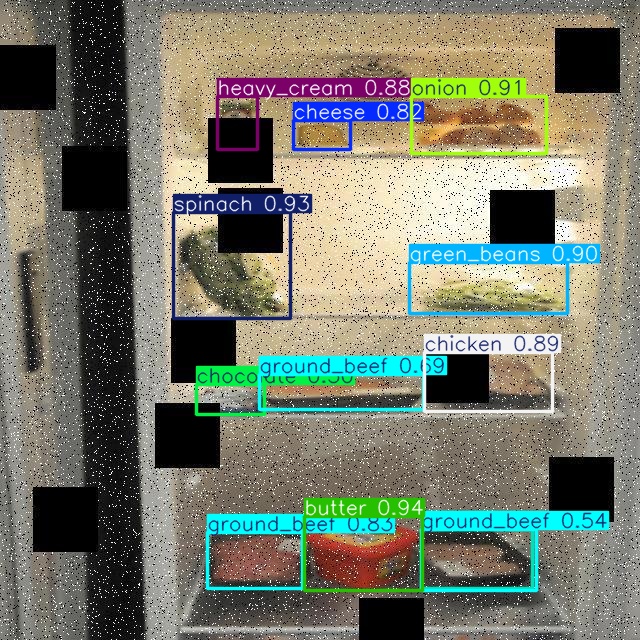 heavy_cream 0.88
onion 0.91
cheese 0.82
spinach 0.93
green_beans 0.90
chicken 0.89
ground_beef 0.69
butter 0.94
ground_beef 0.83
ground_beef 0.54